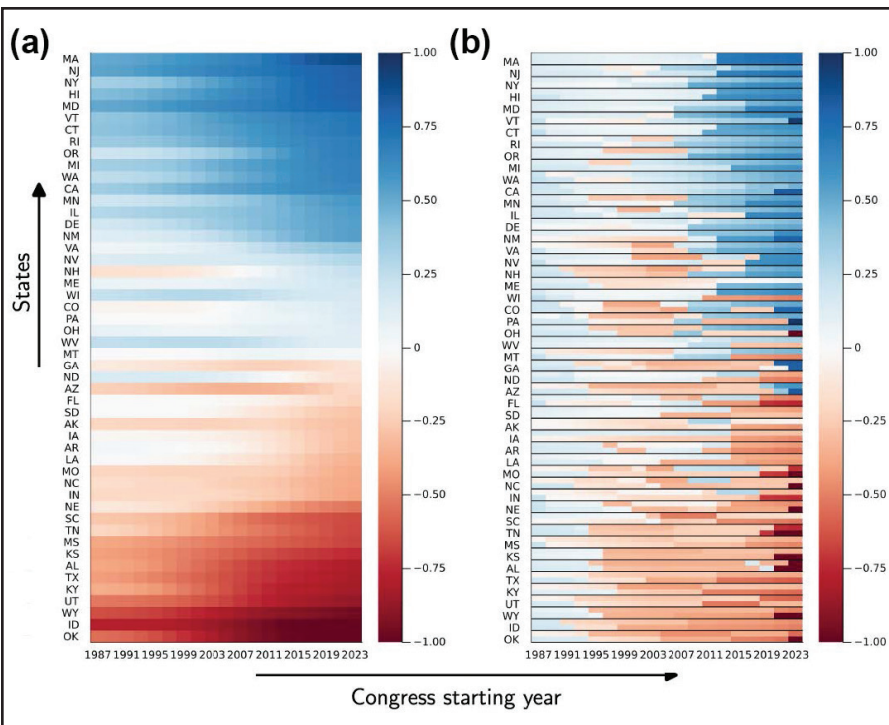 (a)
MA
NJ
NY
HI
MD
VT
CT
RI
OR
MI
WA
CA
MN
IL
DE
NM
VA
NV
NH
ME
WI
CO
PA
OH
WV
MT
GA
ND
AZ
FL
SD
AK
IA
AR
LA
MO
NC
IN
NE
SC
TN
MS
KS
AL
TX
KY
UT
WY
ID
OK
1987 1991 1995 1999 2003 2007 2011 2015 2019 2023
1.00
0.75
0.50
0.25
0
−0.25
−0.50
−0.75
−1.00
States
(b)
MA
NJ
NY
HI
MD
VT
CT
RI
OR
MI
WA
CA
MN
IL
DE
NM
VA
NV
NH
ME
WI
CO
PA
OH
WV
MT
GA
ND
AZ
FL
SD
AK
IA
AR
LA
MO
NC
IN
NE
SC
TN
MS
KS
AL
TX
KY
UT
WY
ID
OK
1987 1991 1995 1999 2003 2007 2011 2015 2019 2023
1.00
0.75
0.50
0.25
0
−0.25
−0.50
−0.75
−1.00
Congress starting year